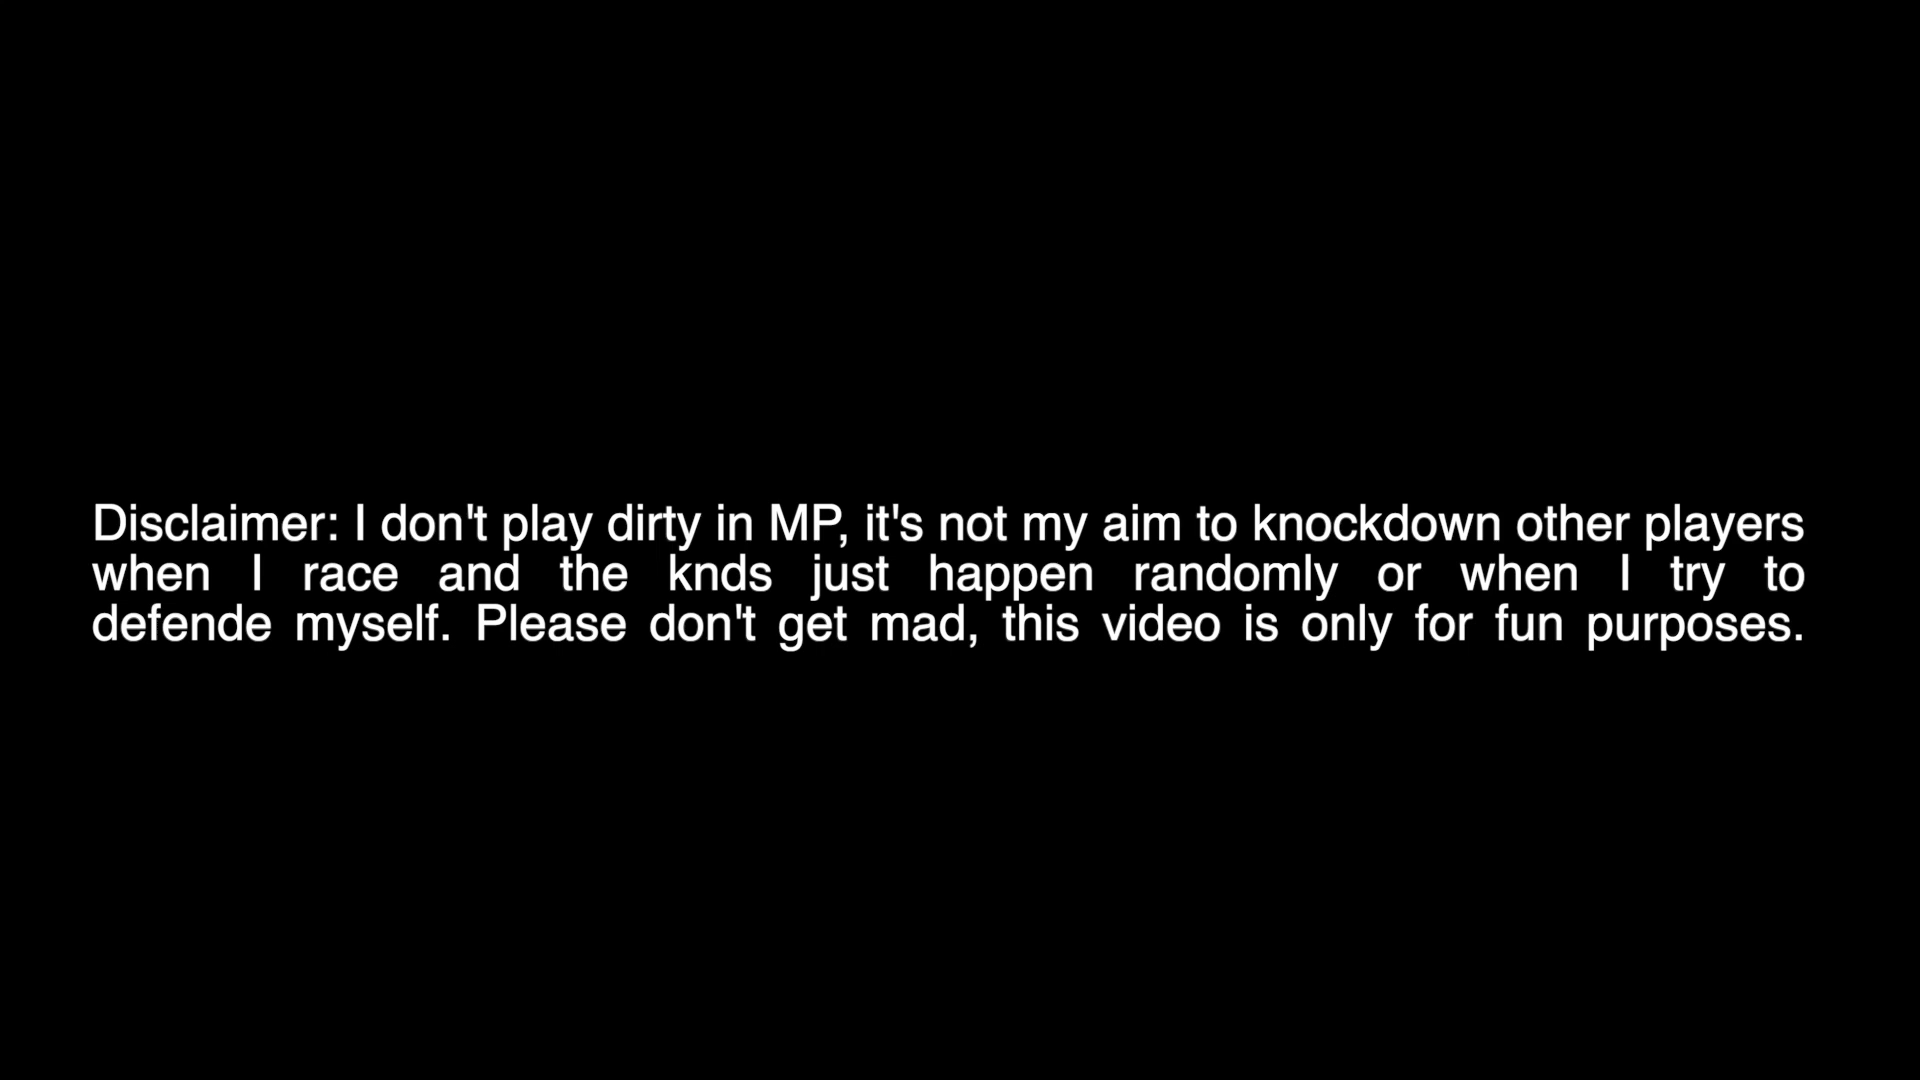 Disclaimer: I don't play dirty in MP, it's not my aim to knockdown other players
when I race and the knds just happen randomly or when I try to
defende myself. Please don't get mad, this video is only for fun purposes.